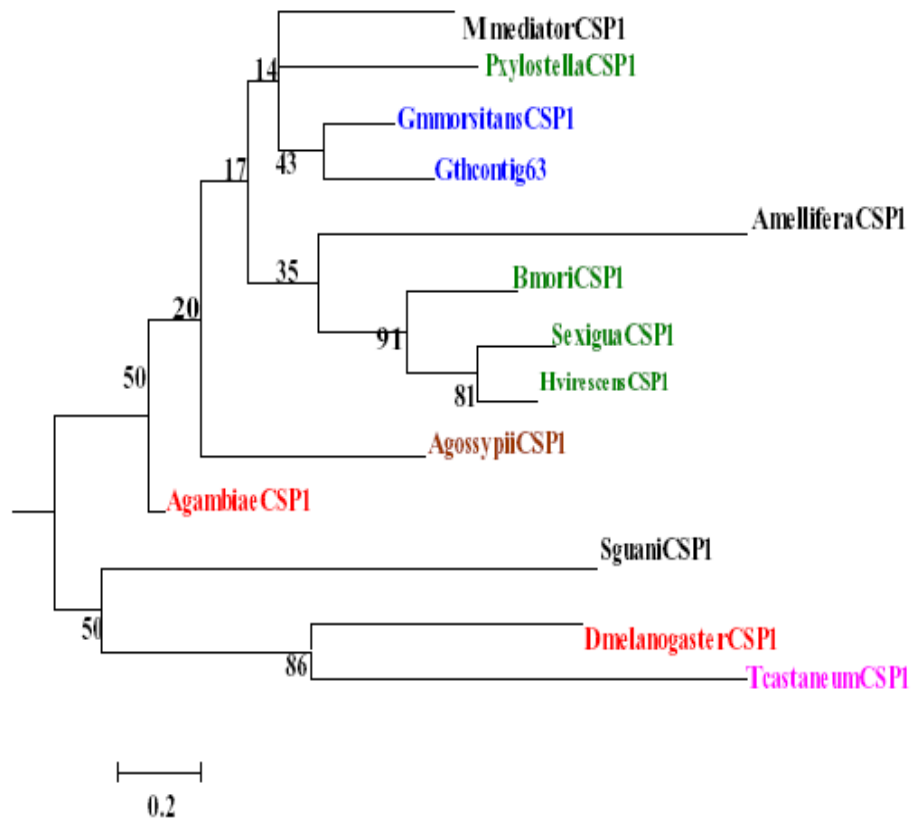 MmediatorCSP1
14
PxylostellaCSP1
GmmorsitansCSP1
17
43
Gthcontig63
AmelliferaCSP1
35
BmoriCSP1
20
91
SexiguaCSP1
50
81
HvirescensCSP1
AgossypiiCSP1
AgambiaeCSP1
SguaniCSP1
50
DmelanogasterCSP1
86
TcastaneumCSP1
0.2